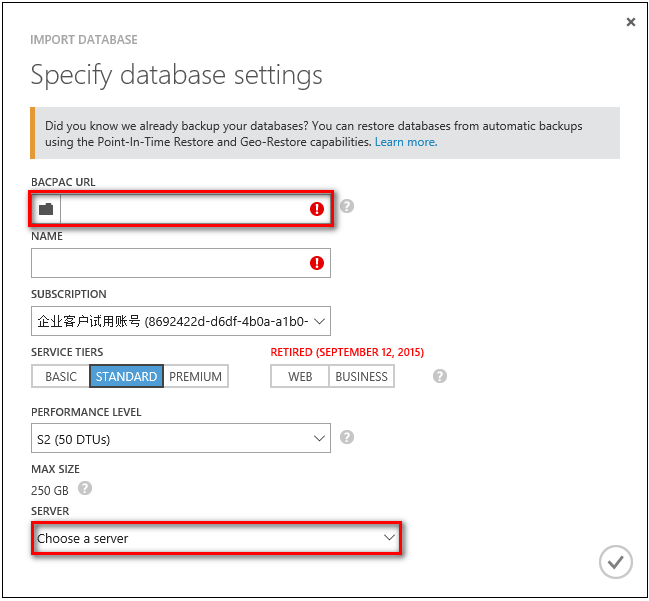 IMPORT DATABASE
Specify database settings
Did you know we already backup your databases? You can restore databases from automatic backups
using the Point-In-Time Restore and Geo-Restore capabilities. Learn more.
BACPAC URL
NAME
SUBSCRIPTION
企业客户试用账号 (8692422d-d6df-4b0a-a1b0-
SERVICE TIERS
RETIRED (SEPTEMBER 12, 2015)
BASIC STANDARD PREMIUM WEB BUSINESS
PERFORMANCE LEVEL
S2 (50 DTUs)
MAX SIZE
250 GB
SERVER
Choose a server